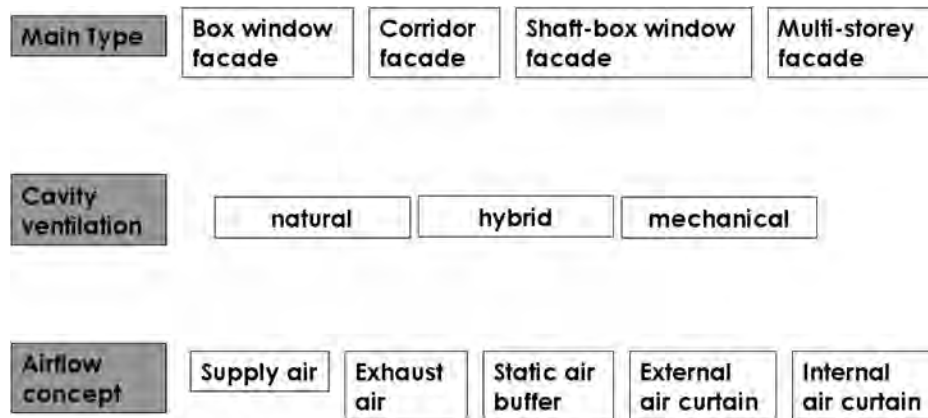 Main Type
Box window
facade
Corridor
facade
Shaft-box window
facade
Multi-storey
facade
Cavity
ventilation
natural
hybrid
mechanical
Airflow
concept
Supply air
Exhaust
air
Static air
buffer
External
air curtain
Internal
air curtain